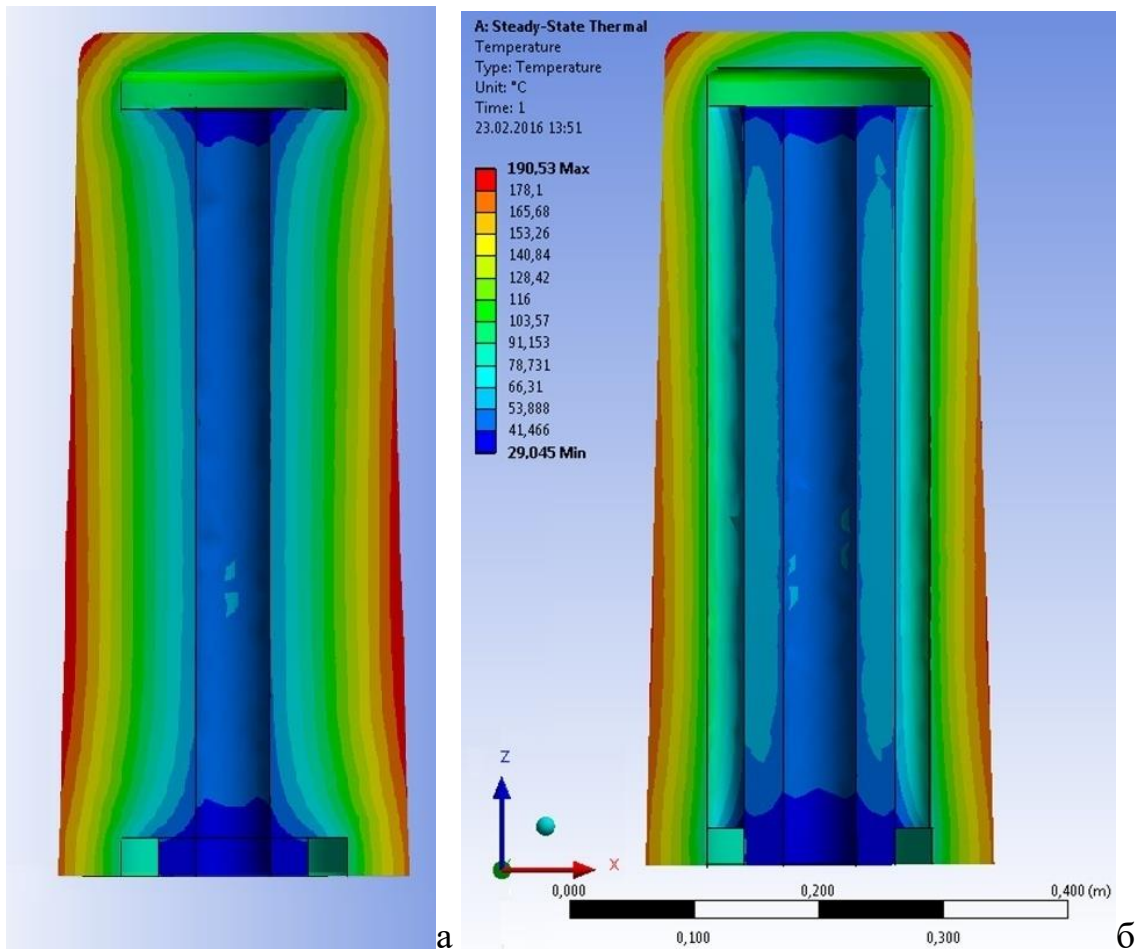 A: Steady-State Thermal
Temperature
Type: Temperature
Unit: °C
Time: 1
23.02.2016 13:51
190,53 Max
178,1
165,68
153,26
140,84
128,42
116
103,57
91,153
78,731
66,31
53,888
41,466
29,045 Min
Z
X
0,000
0,200
0,400 (m)
0,100
0,300
а
б